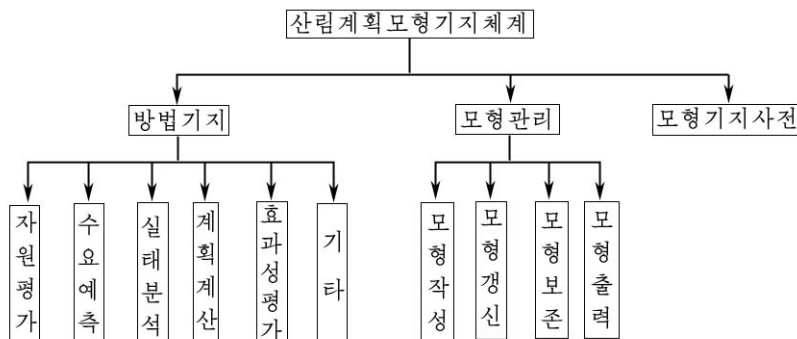 산림계획모형기지체계
방법기지
모형관리
모형기지사전
자원평가
수요예측
실태분석
계획계산
효과성평가
기타
모형작성
모형갱신
모형보존
모형출력